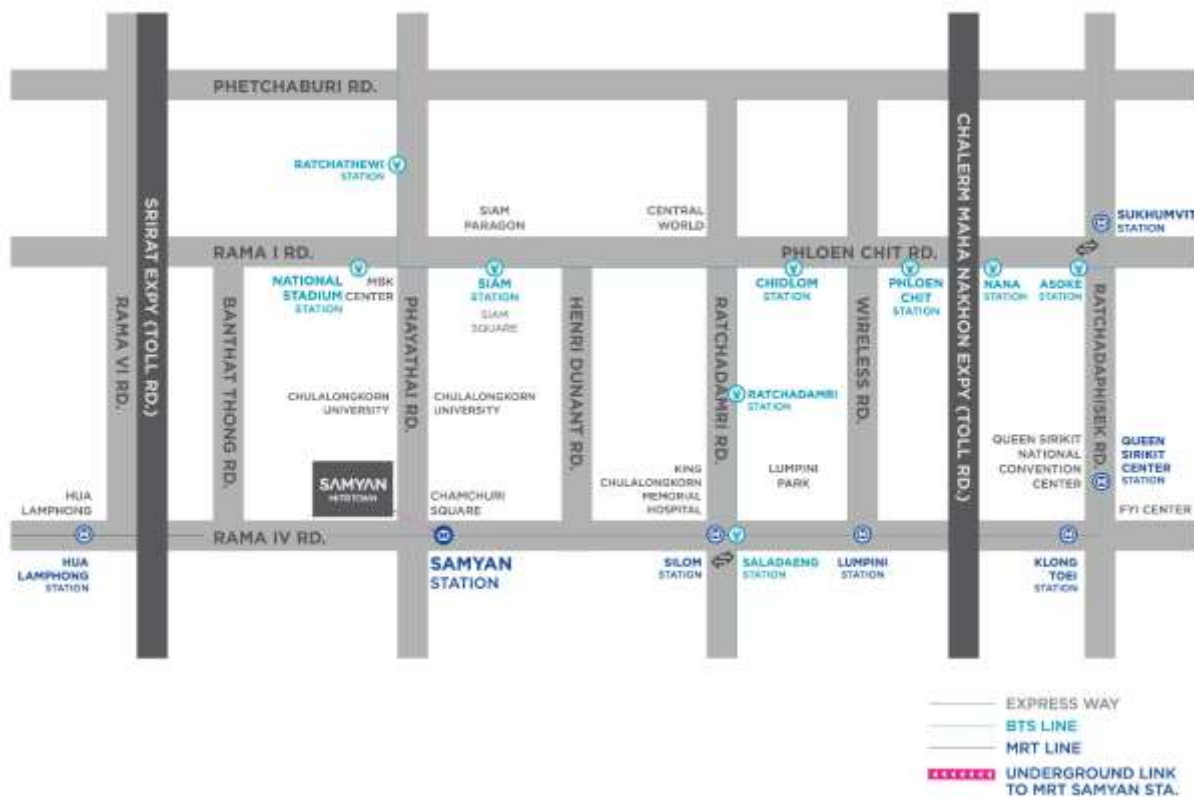 PHETCHABURI RD.
RATCHATHEWI
STATION
SIAM
PARAGON
CENTRAL
WORLD
SUKHUMVIT
STATION
RAMA I RD.
PHLOEN CHIT RD.
NATIONAL
STADIUM
STATION
MBK
CENTER
SIAM
STATION
SIAM
SQUARE
CHIDLOM
STATION
PHLOEN
CHIT
STATION
NANA
STATION
ASOKE
STATION
RAMA VI RD.
SRIRAT EXPY (TOLL RD.)
BANTHAT THONG RD.
PHAYATHAI RD.
HENRI DUNANT RD.
RATCHADAMRI RD.
WIRELESS RD.
CHALERM MAHA NAKHON EXPY (TOLL RD.)
RATCHADAPHISEK RD.
CHULALONGKORN
UNIVERSITY
CHULALONGKORN
UNIVERSITY
RATCHADAMRI
STATION
SAMYAN
MITRTOWN
CHAMCHURI
SQUARE
KING
CHULALONGKORN
MEMORIAL
HOSPITAL
LUMPINI
PARK
QUEEN SIRIKIT
NATIONAL
CONVENTION
CENTER
QUEEN
SIRIKIT
CENTER
STATION
HUA
LAMPHONG
FYI CENTER
RAMA IV RD.
HUA
LAMPHONG
STATION
SAMYAN
STATION
SILOM
STATION
SALADAENG
STATION
LUMPINI
STATION
KLONG
TOEI
STATION
EXPRESS WAY
BTS LINE
MRT LINE
UNDERGROUND LINK
TO MRT SAMYAN STA.